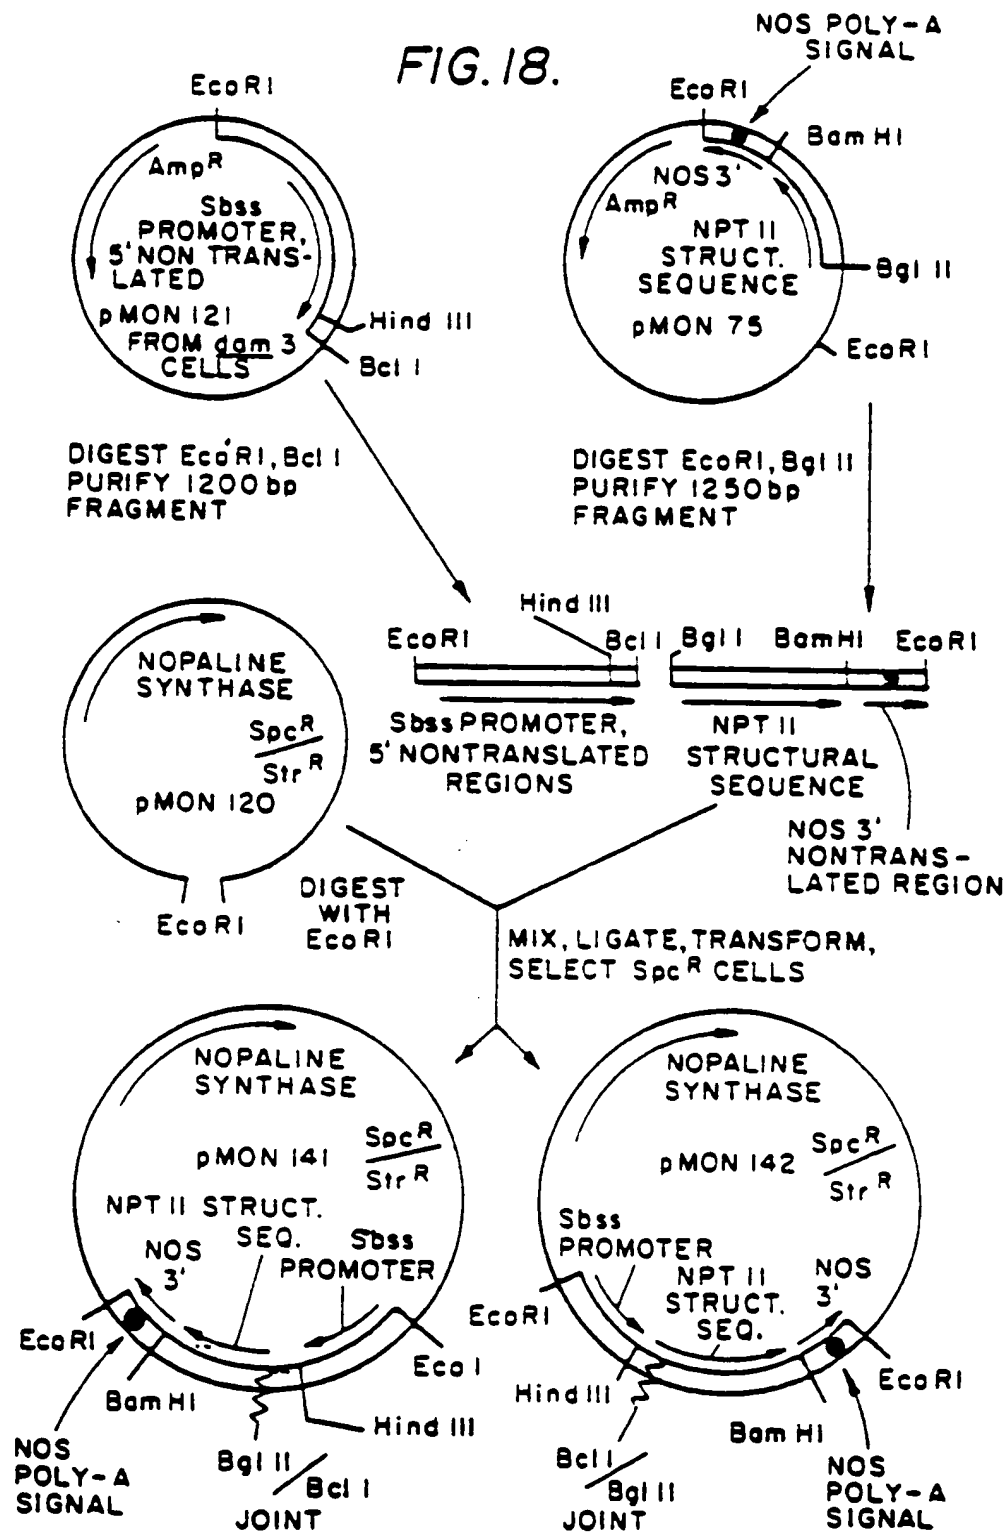 FIG. 18.
EcoRI
AmpR
Sbss
PROMOTER,
5' NON TRANS-
LATED
pMON 121
FROM dam 3
CELLS
Hind III
Bcl I
NOS POLY-A
SIGNAL
EcoRI
Bam HI
NOS 3'
AmpR
NPT II
STRUCT.
SEQUENCE
pMON 75
Bgl II
EcoRI
DIGEST EcoRI, Bcl I
PURIFY 1200 bp
FRAGMENT
DIGEST EcoRI, Bgl II
PURIFY 1250 bp
FRAGMENT
NOPALINE
SYNTHASE
SpcR
StrR
pMON 120
EcoRI
Hind III
EcoRI
Bcl I
Bgl I
BamHI
EcoRI
Sbss PROMOTER,
5' NONTRANSLATED
REGIONS
NPT II
STRUCTURAL
SEQUENCE
NOS 3'
NONTRANS-
LATED REGION
DIGEST
WITH
EcoRI
MIX, LIGATE, TRANSFORM,
SELECT SpcR CELLS
NOPALINE
SYNTHASE
pMON 141
SpcR
StrR
NPT II STRUCT.
SEQ.
Sbss
PROMOTER
NOS
3'
EcoRI
Eco I
Bam HI
Hind III
Bgl II
Bcl I
JOINT
NOS
POLY-A
SIGNAL
NOPALINE
SYNTHASE
pMON 142
SpcR
StrR
Sbss
PROMOTER
NPT II
STRUCT.
SEQ.
NOS
3'
EcoRI
Hind III
EcoRI
Bam HI
Bcl I
Bgl II
JOINT
NOS
POLY-A
SIGNAL